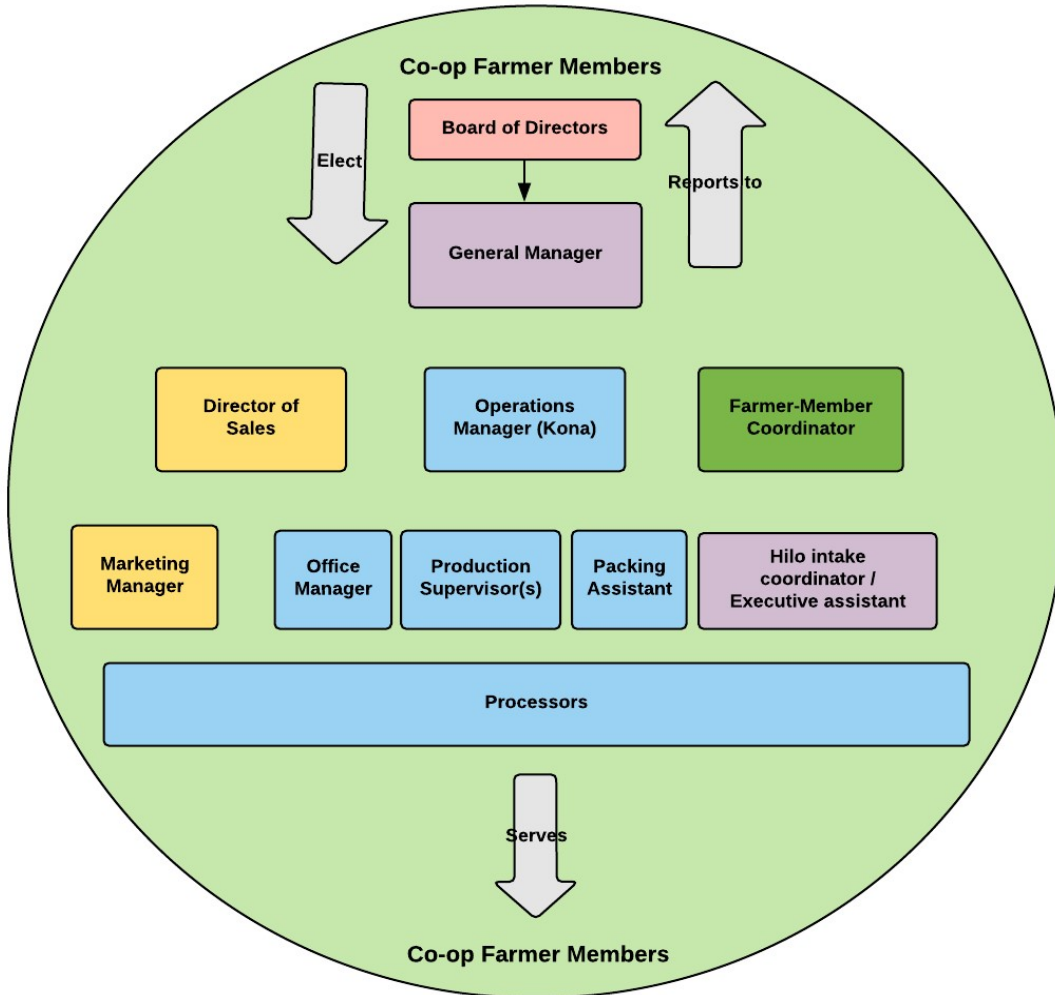 Co-op Farmer Members
Board of Directors
Elect
Reports to
General Manager
Director of
Sales
Operations
Manager (Kona)
Farmer-Member
Coordinator
Marketing
Manager
Office
Manager
Production
Supervisor(s)
Packing
Assistant
Hilo intake
coordinator /
Executive assistant
Processors
Serves
Co-op Farmer Members